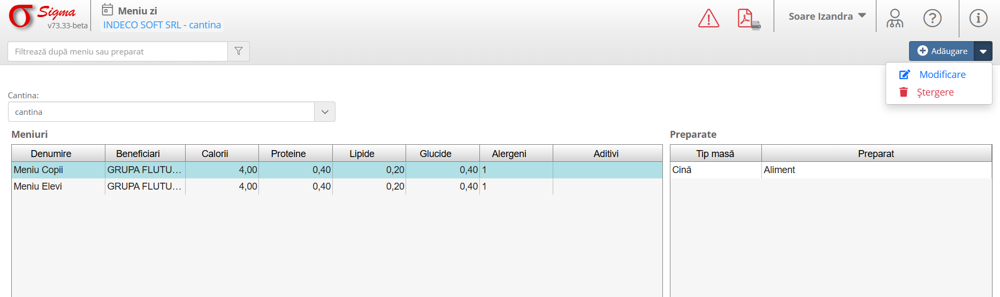 σ Sigma
v73.33-beta
Meniu zi
INDECO SOFT SRL - cantina
Soare Izandra
Filtrează după meniu sau preparat
Adăugare
Modificare
Ștergere
Cantina:
cantina
Meniuri
Denumire Beneficiari Calorii Proteine Lipide Glucide Alergeni Aditivi
Meniu Copii GRUPA FLUTU... 4,00 0,40 0,20 0,40 1
Meniu Elevi GRUPA FLUTU... 4,00 0,40 0,20 0,40 1
Preparate
Tip masă Preparat
Cină Aliment